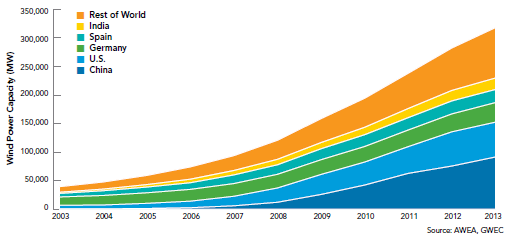 350,000
300,000
250,000
200,000
150,000
100,000
50,000
0
Wind Power Capacity (MW)
Rest of World
India
Spain
Germany
U.S.
China
2003 2004 2005 2006 2007 2008 2009 2010 2011 2012 2013
Source: AWEA, GWEC